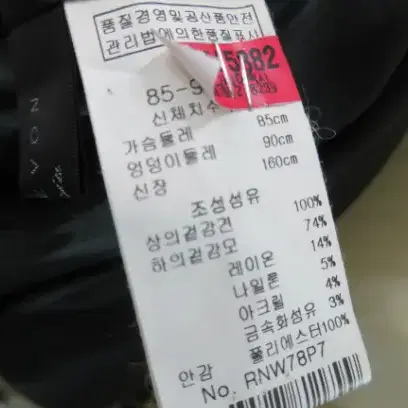 품질경영및공산품안전
관리법에의한품질표시
5382
85-9
신체치수
가슴둘레 85cm
엉덩이둘레 90cm
신장 160cm
조성섬유
상의겉감견 100%
하의겉감모 74%
레이온 14%
나일론 5%
아크릴 4%
금속화섬유 3%
안감 폴리에스터100%
No. RNW78P7